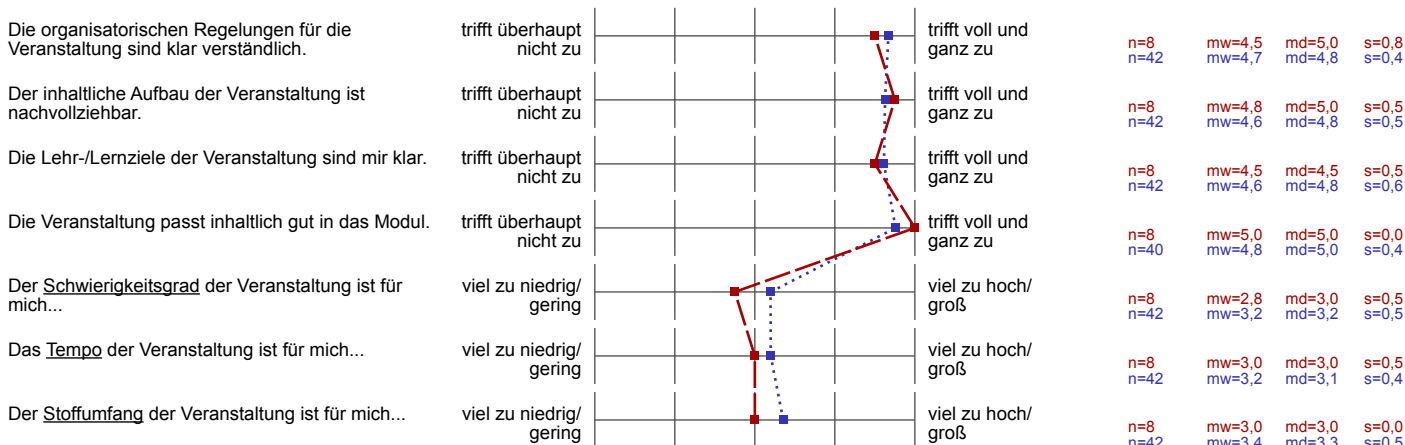 Die organisatorischen Regelungen für die
Veranstaltung sind klar verständlich.
trifft überhaupt
nicht zu
trifft voll und
ganz zu
n=8 mw=4,5 md=5,0 s=0,8
n=42 mw=4,7 md=4,8 s=0,4
Der inhaltliche Aufbau der Veranstaltung ist
nachvollziehbar.
trifft überhaupt
nicht zu
trifft voll und
ganz zu
n=8 mw=4,8 md=5,0 s=0,5
n=42 mw=4,6 md=4,8 s=0,5
Die Lehr-/Lernziele der Veranstaltung sind mir klar.
trifft überhaupt
nicht zu
trifft voll und
ganz zu
n=8 mw=4,5 md=4,5 s=0,5
n=42 mw=4,6 md=4,8 s=0,6
Die Veranstaltung passt inhaltlich gut in das Modul.
trifft überhaupt
nicht zu
trifft voll und
ganz zu
n=8 mw=5,0 md=5,0 s=0,0
n=40 mw=4,8 md=5,0 s=0,4
Der Schwierigkeitsgrad der Veranstaltung ist für
mich...
viel zu niedrig/
gering
viel zu hoch/
groß
n=8 mw=2,8 md=3,0 s=0,5
n=42 mw=3,2 md=3,2 s=0,5
Das Tempo der Veranstaltung ist für mich...
viel zu niedrig/
gering
viel zu hoch/
groß
n=8 mw=3,0 md=3,0 s=0,5
n=42 mw=3,2 md=3,1 s=0,4
Der Stoffumfang der Veranstaltung ist für mich...
viel zu niedrig/
gering
viel zu hoch/
groß
n=8 mw=3,0 md=3,0 s=0,0
n=42 mw=3,4 md=3,3 s=0,5